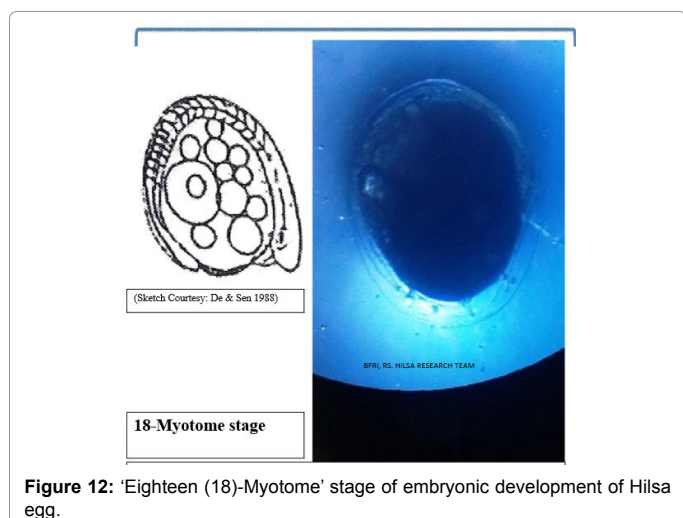 (Sketch Courtesy: De & Sen 1988)
BFRI, RS. HILSA RESEARCH TEAM
18-Myotome stage
Figure 12: ‘Eighteen (18)-Myotome’ stage of embryonic development of Hilsa
egg.